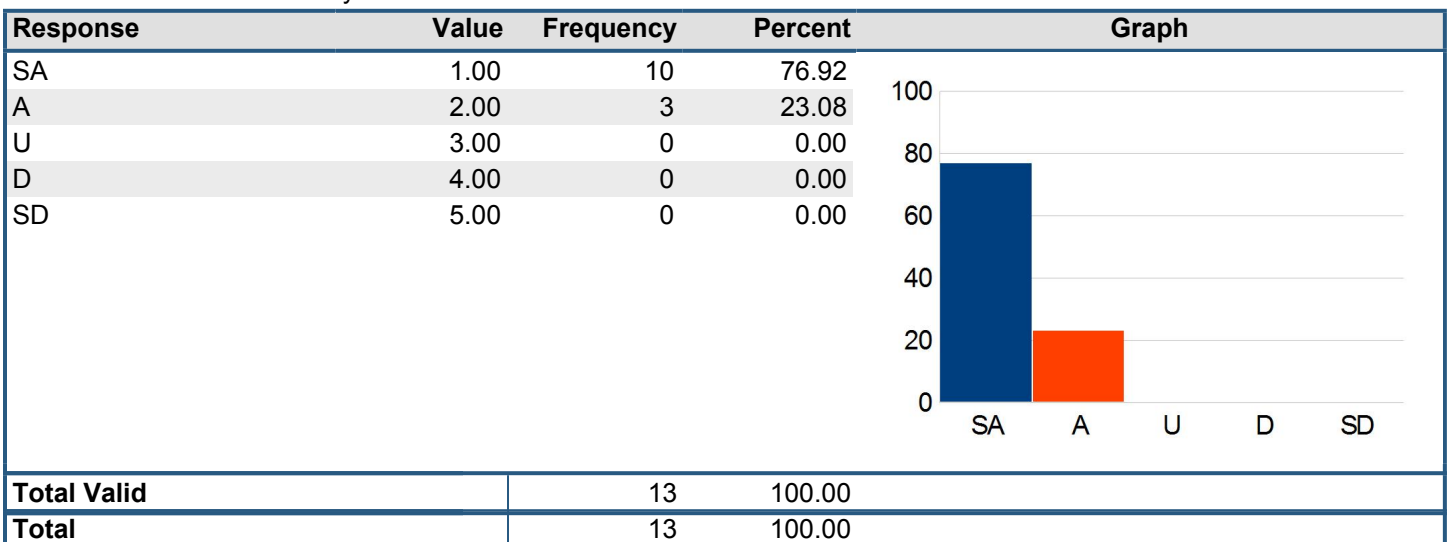 Response Value Frequency Percent Graph
SA 1.00 10 76.92
A 2.00 3 23.08
U 3.00 0 0.00
D 4.00 0 0.00
SD 5.00 0 0.00
100
80
60
40
20
0
SA A U D SD
Total Valid 13 100.00
Total 13 100.00